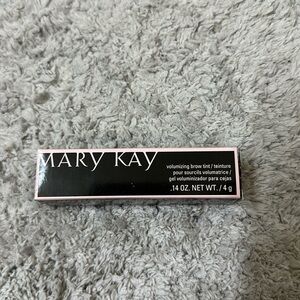 MARY KAY
volumizing brow tint / teinture
pour sourcils volumatrice /
gel voluminizador para cejas
.14 OZ. NET WT. / 4 g